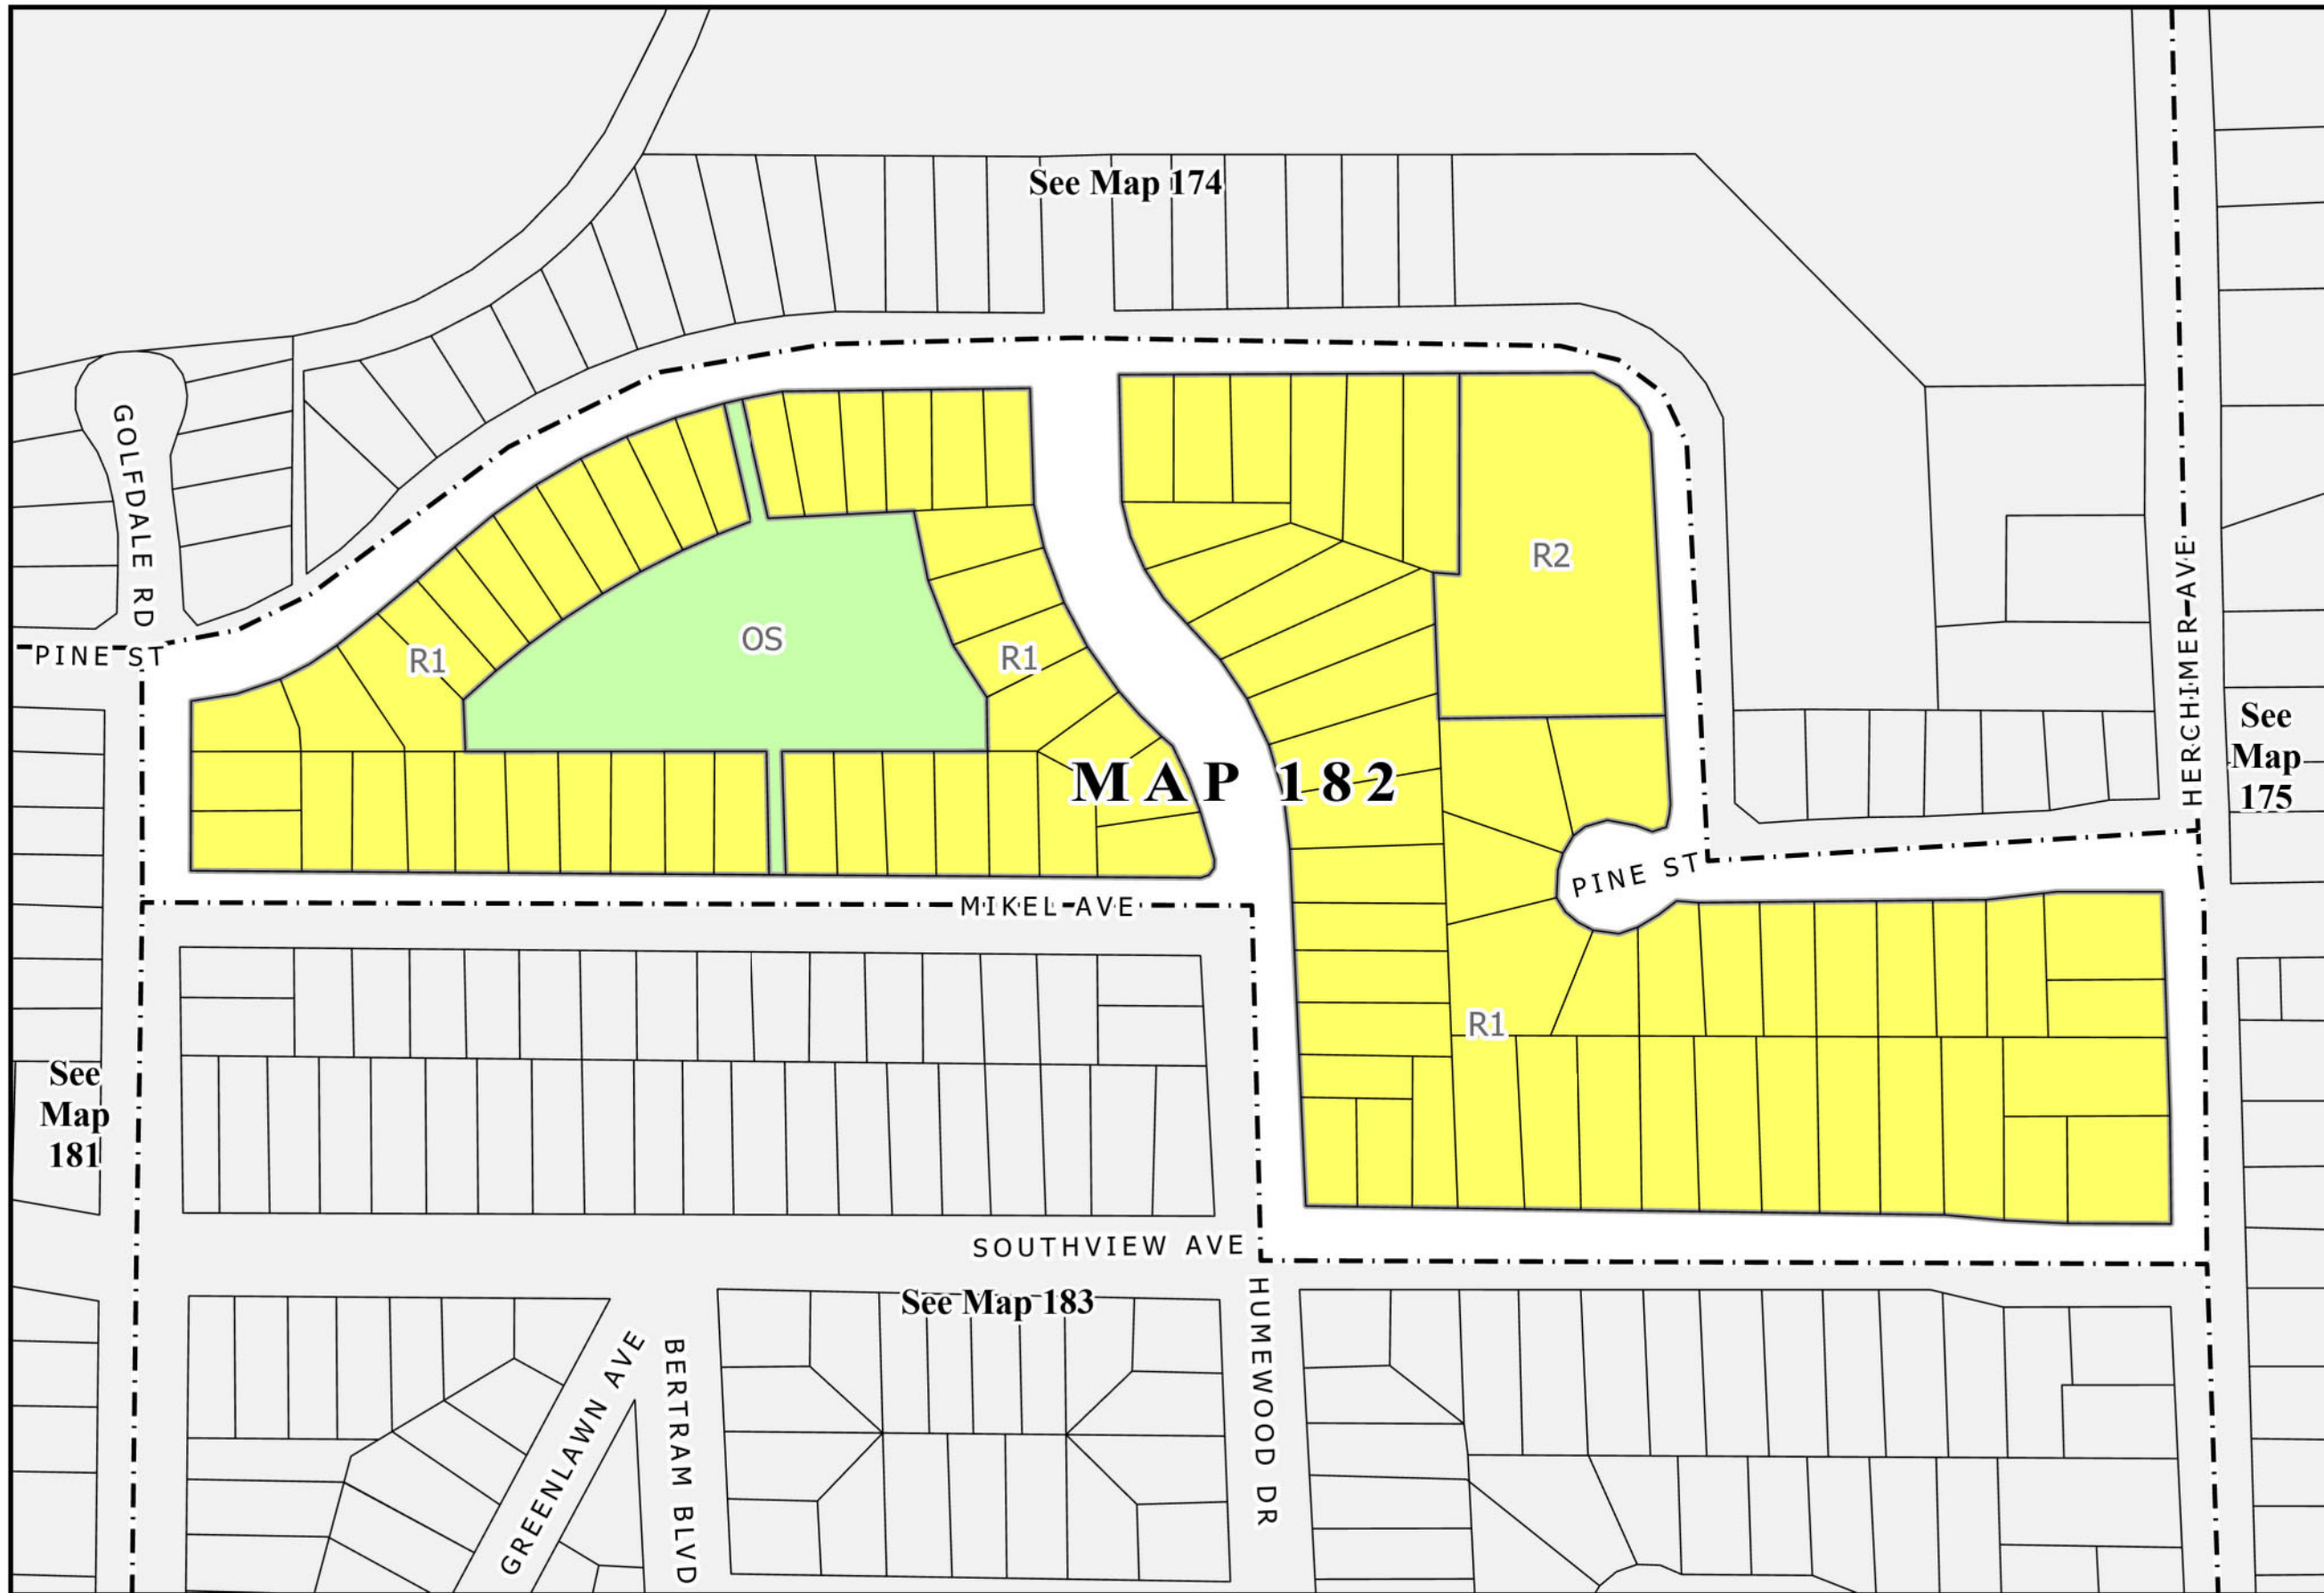 See Map 174
GOLFDALE RD
PINE ST
R1
OS
R1
R2
HERCHIMER AVE
See
Map
175
MAP 182
PINE ST
MIKEL AVE
R1
See
Map
181
SOUTHVIEW AVE
See Map 183
HUMEWOOD DR
GREENLAWN AVE
BERTRAM BLVD